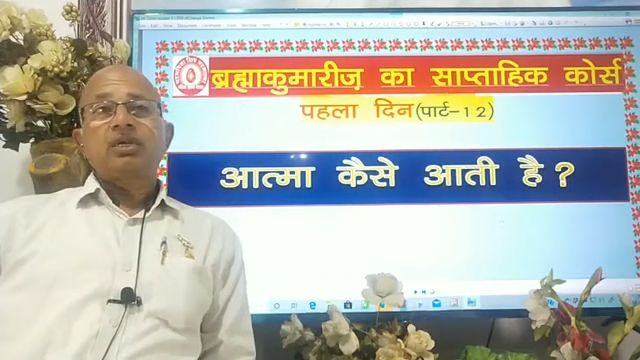 ब्रह्माकुमारीज़ का साप्ताहिक कोर्स
पहला दिन(पार्ट-12)
आत्मा कैसे आती है ?